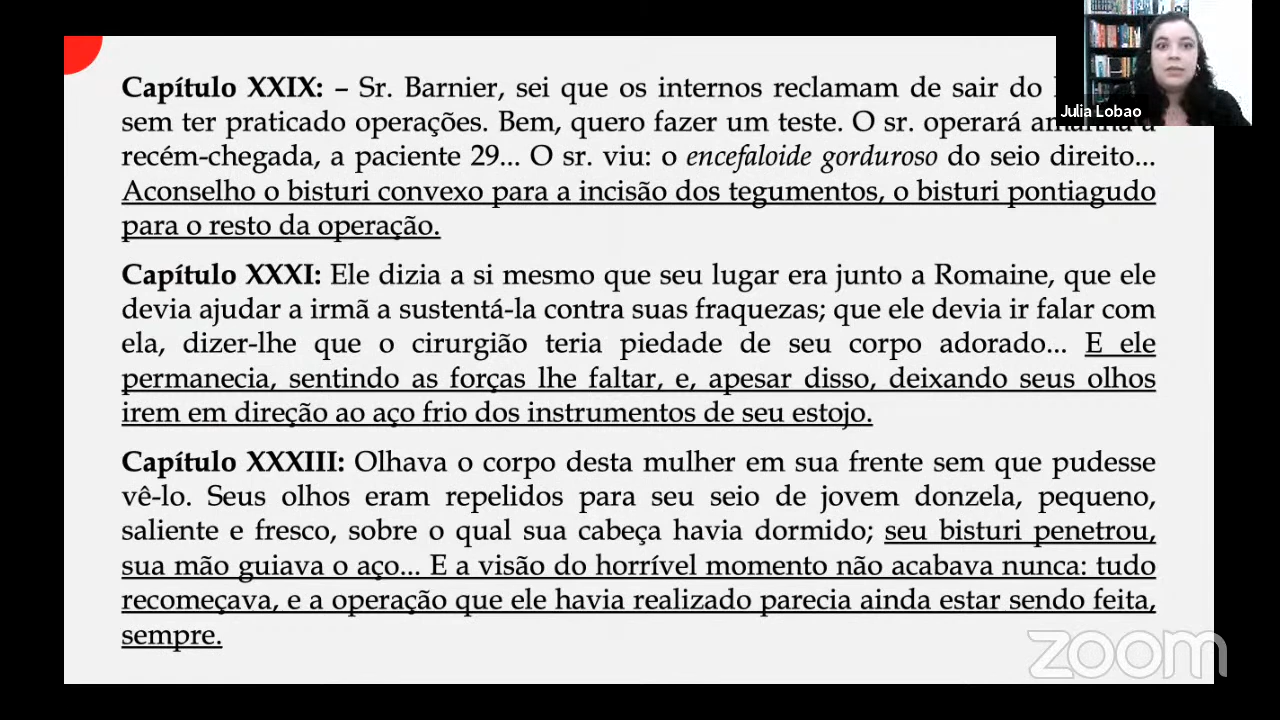 Capítulo XXIX: – Sr. Barnier, sei que os internos reclamam de sair do
sem ter praticado operações. Bem, quero fazer um teste. O sr. operará
recém-chegada, a paciente 29... O sr. viu: o encefaloide gorduroso do seio direito...
Aconselho o bisturi convexo para a incisão dos tegumentos, o bisturi pontiagudo
para o resto da operação.
Capítulo XXXI: Ele dizia a si mesmo que seu lugar era junto a Romaine, que ele
devia ajudar a irmã a sustentá-la contra suas fraquezas; que ele devia ir falar com
ela, dizer-lhe que o cirurgião teria piedade de seu corpo adorado... E ele
permanecia, sentindo as forças lhe faltar, e, apesar disso, deixando seus olhos
irem em direção ao aço frio dos instrumentos de seu estojo.
Capítulo XXXIII: Olhava o corpo desta mulher em sua frente sem que pudesse
vê-lo. Seus olhos eram repelidos para seu seio de jovem donzela, pequeno,
saliente e fresco, sobre o qual sua cabeça havia dormido; seu bisturi penetrou,
sua mão guiava o aço... E a visão do horrível momento não acabava nunca: tudo
recomeçava, e a operação que ele havia realizado parecia ainda estar sendo feita,
sempre.
Julia Lobao
zoom